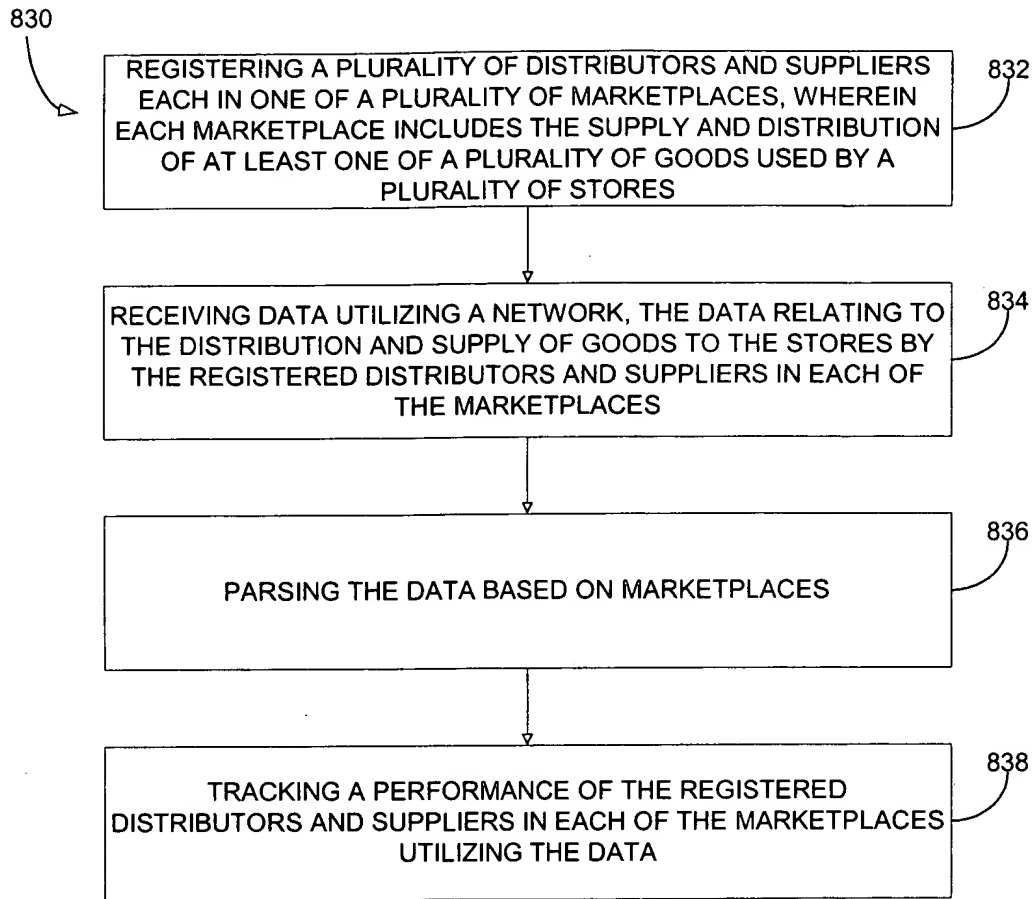 830
REGISTERING A PLURALITY OF DISTRIBUTORS AND SUPPLIERS
EACH IN ONE OF A PLURALITY OF MARKETPLACES, WHEREIN
EACH MARKETPLACE INCLUDES THE SUPPLY AND DISTRIBUTION
OF AT LEAST ONE OF A PLURALITY OF GOODS USED BY A
PLURALITY OF STORES
832
RECEIVING DATA UTILIZING A NETWORK, THE DATA RELATING TO
THE DISTRIBUTION AND SUPPLY OF GOODS TO THE STORES BY
THE REGISTERED DISTRIBUTORS AND SUPPLIERS IN EACH OF
THE MARKETPLACES
834
PARSING THE DATA BASED ON MARKETPLACES
836
TRACKING A PERFORMANCE OF THE REGISTERED
DISTRIBUTORS AND SUPPLIERS IN EACH OF THE MARKETPLACES
UTILIZING THE DATA
838